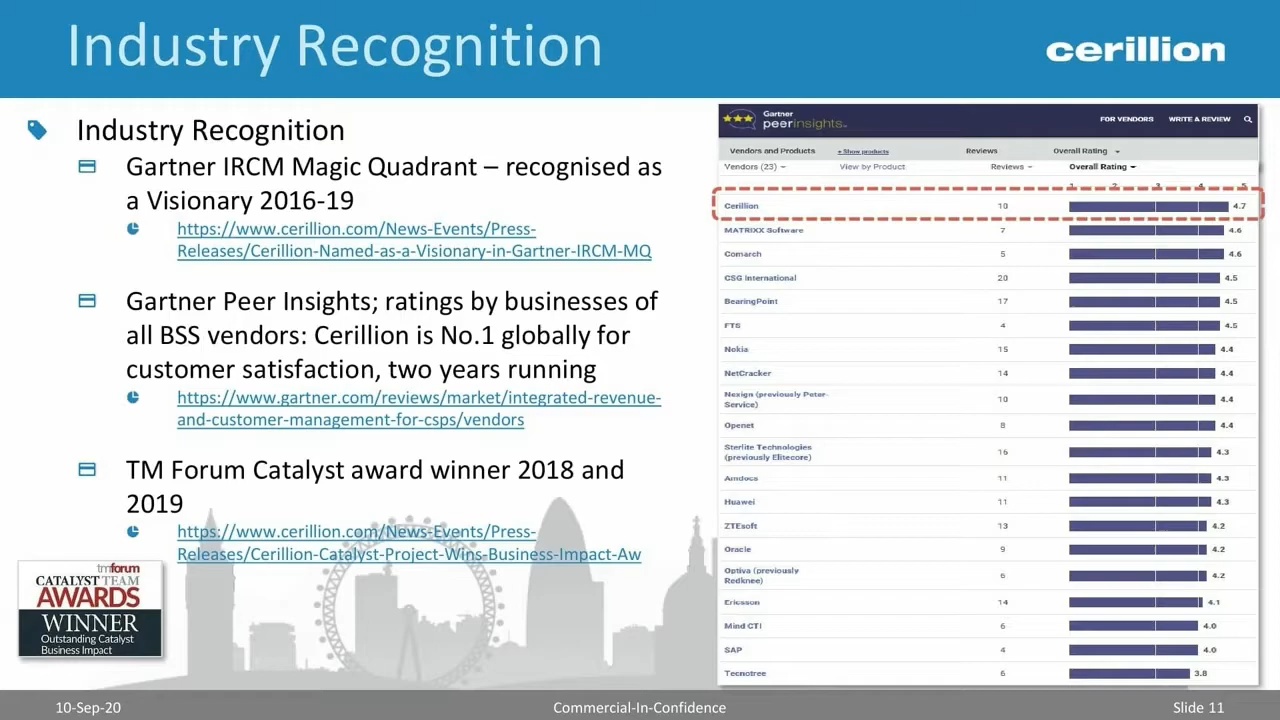 Industry Recognition
cerillion
Industry Recognition
Gartner IRCM Magic Quadrant – recognised as
a Visionary 2016-19
https://www.cerillion.com/News-Events/Press-
Releases/Cerillion-Named-as-a-Visionary-in-Gartner-IRCM-MQ
Gartner Peer Insights; ratings by businesses of
all BSS vendors: Cerillion is No.1 globally for
customer satisfaction, two years running
https://www.gartner.com/reviews/market/integrated-revenue-
and-customer-management-for-csps/vendors
TM Forum Catalyst award winner 2018 and
2019
https://www.cerillion.com/News-Events/Press-
Releases/Cerillion-Catalyst-Project-Wins-Business-Impact-Aw
tmforum
CATALYST TEAM
AWARDS
WINNER
Outstanding Catalyst
Business Impact
Gartner
peerinsights
FOR VENDORS WRITE A REVIEW
Vendors and Products + Show products Reviews Overall Rating
Vendors (23) View by Product Reviews Overall Rating
1 2 3 4 5
Cerillion 10 4.7
MATRIXX Software 7 4.6
Comarch 5 4.6
CSG International 20 4.5
BearingPoint 17 4.5
FTS 4 4.5
Nokia 15 4.4
NetCracker 14 4.4
Nexign (previously Peter-
Service) 10 4.4
Openet 8 4.4
Sterlite Technologies
(previously Elitecore) 16 4.3
Amdocs 11 4.3
Huawei 11 4.3
ZTEsoft 13 4.2
Oracle 9 4.2
Optiva (previously
Redknee) 6 4.2
Ericsson 14 4.1
Mind CTI 6 4.0
SAP 4 4.0
Tecnotree 6 3.8
10-Sep-20 Commercial-In-Confidence Slide 11